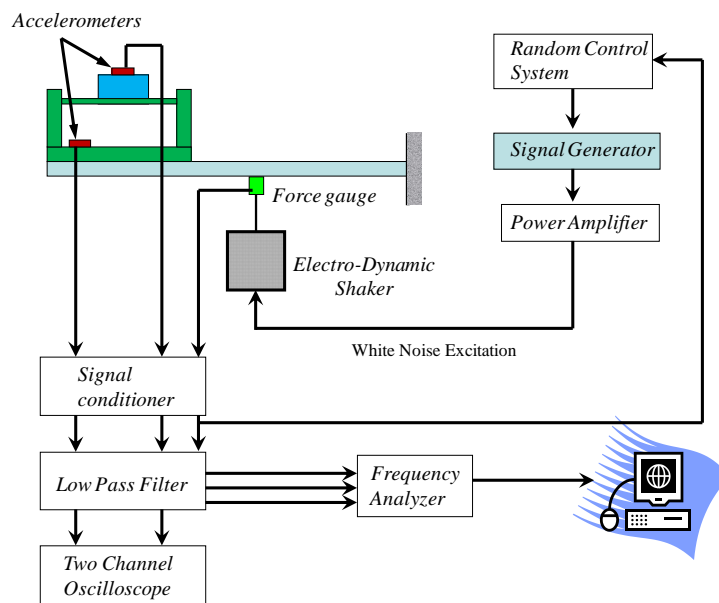 Accelerometers
Random Control
System
Signal Generator
Force gauge
Power Amplifier
Electro-Dynamic
Shaker
White Noise Excitation
Signal
conditioner
Low Pass Filter
Frequency
Analyzer
Two Channel
Oscilloscope